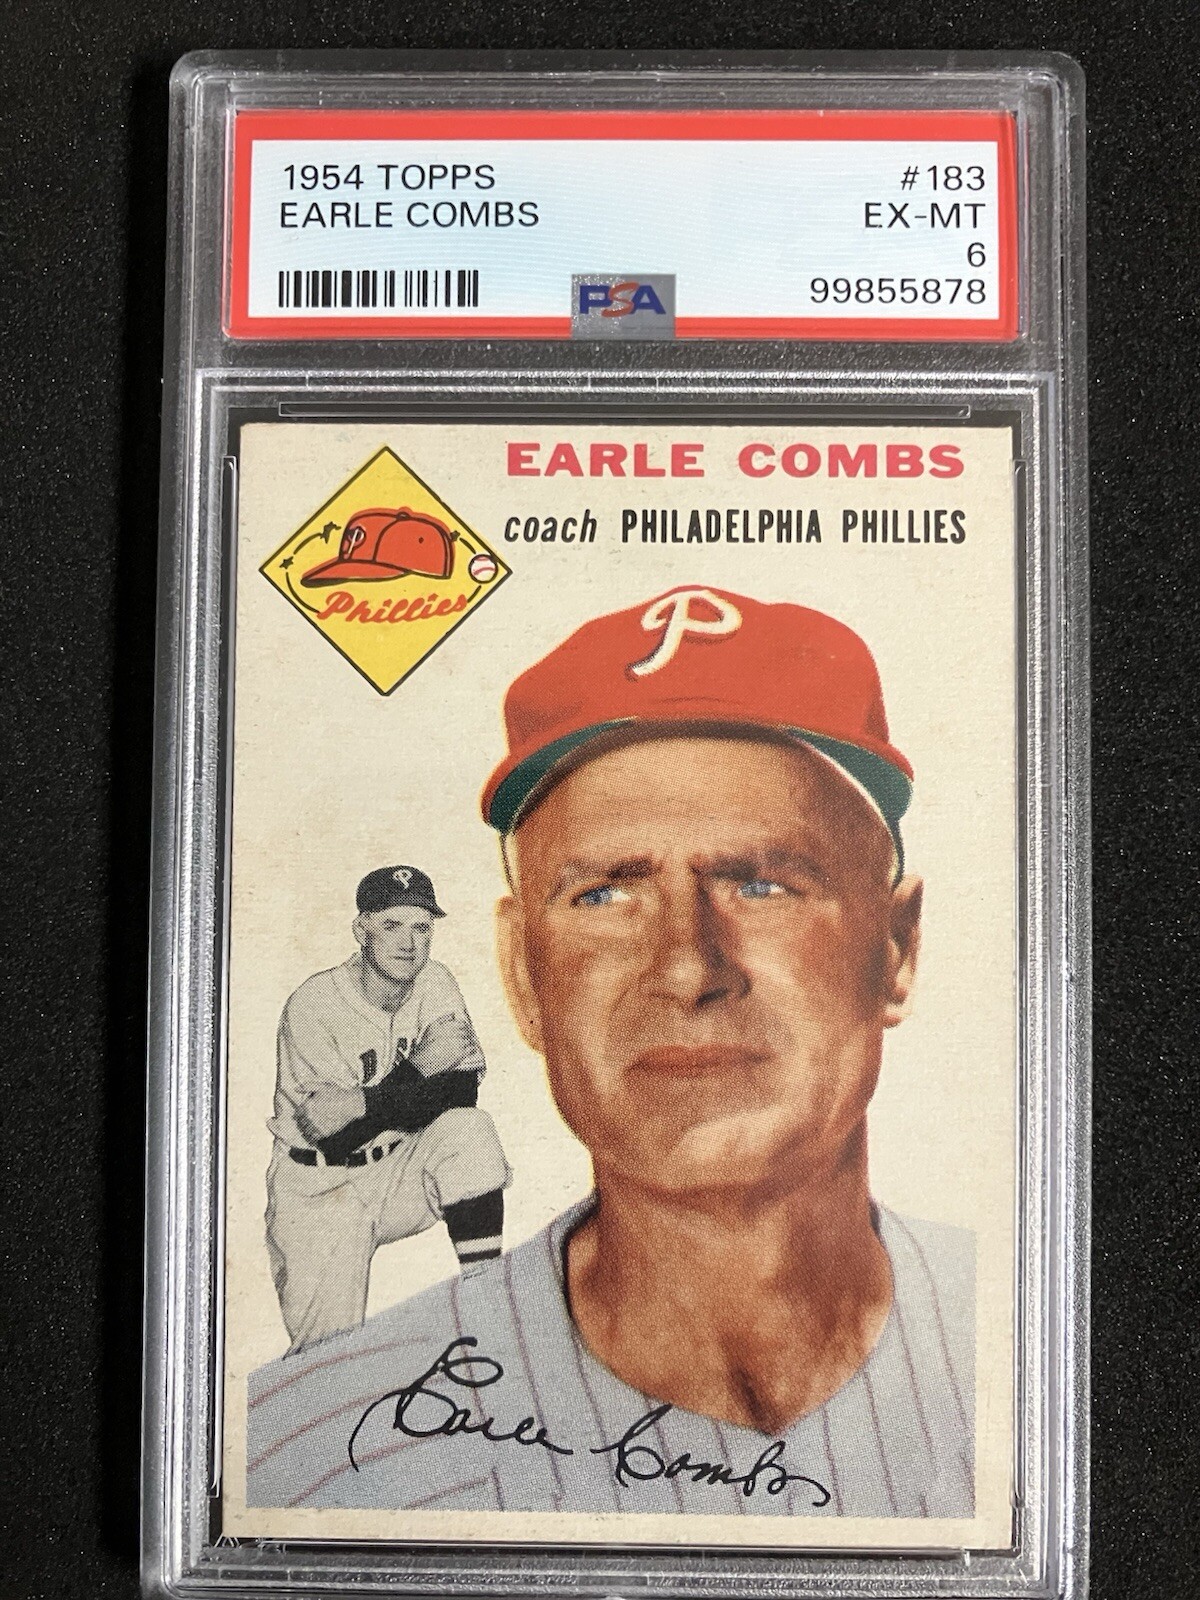 1954 TOPPS #183
EARLE COMBS EX-MT
6
PSA 99855878
EARLE COMBS
coach PHILADELPHIA PHILLIES
P
Phillies
P
P
Earle Combs